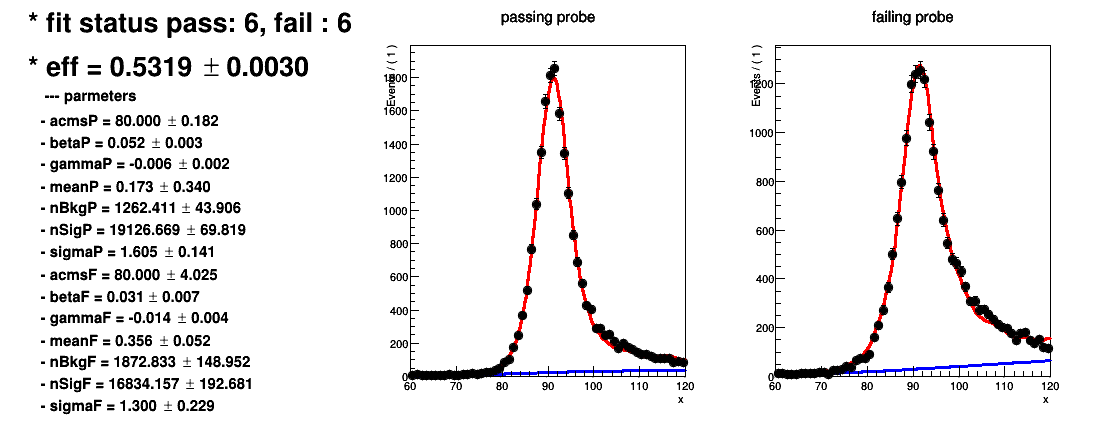 * fit status pass: 6, fail : 6
* eff = 0.5319 ± 0.0030
--- parmeters
- acmsP = 80.000 ± 0.182
- betaP = 0.052 ± 0.003
- gammaP = -0.006 ± 0.002
- meanP = 0.173 ± 0.340
- nBkgP = 1262.411 ± 43.906
- nSigP = 19126.669 ± 69.819
- sigmaP = 1.605 ± 0.141
- acmsF = 80.000 ± 4.025
- betaF = 0.031 ± 0.007
- gammaF = -0.014 ± 0.004
- meanF = 0.356 ± 0.052
- nBkgF = 1872.833 ± 148.952
- nSigF = 16834.157 ± 192.681
- sigmaF = 1.300 ± 0.229
passing probe
Events / ( 1 )
1800
1600
1400
1200
1000
800
600
400
200
0
60 70 80 90 100 110 120
x
failing probe
Events / ( 1 )
1200
1000
800
600
400
200
0
60 70 80 90 100 110 120
x